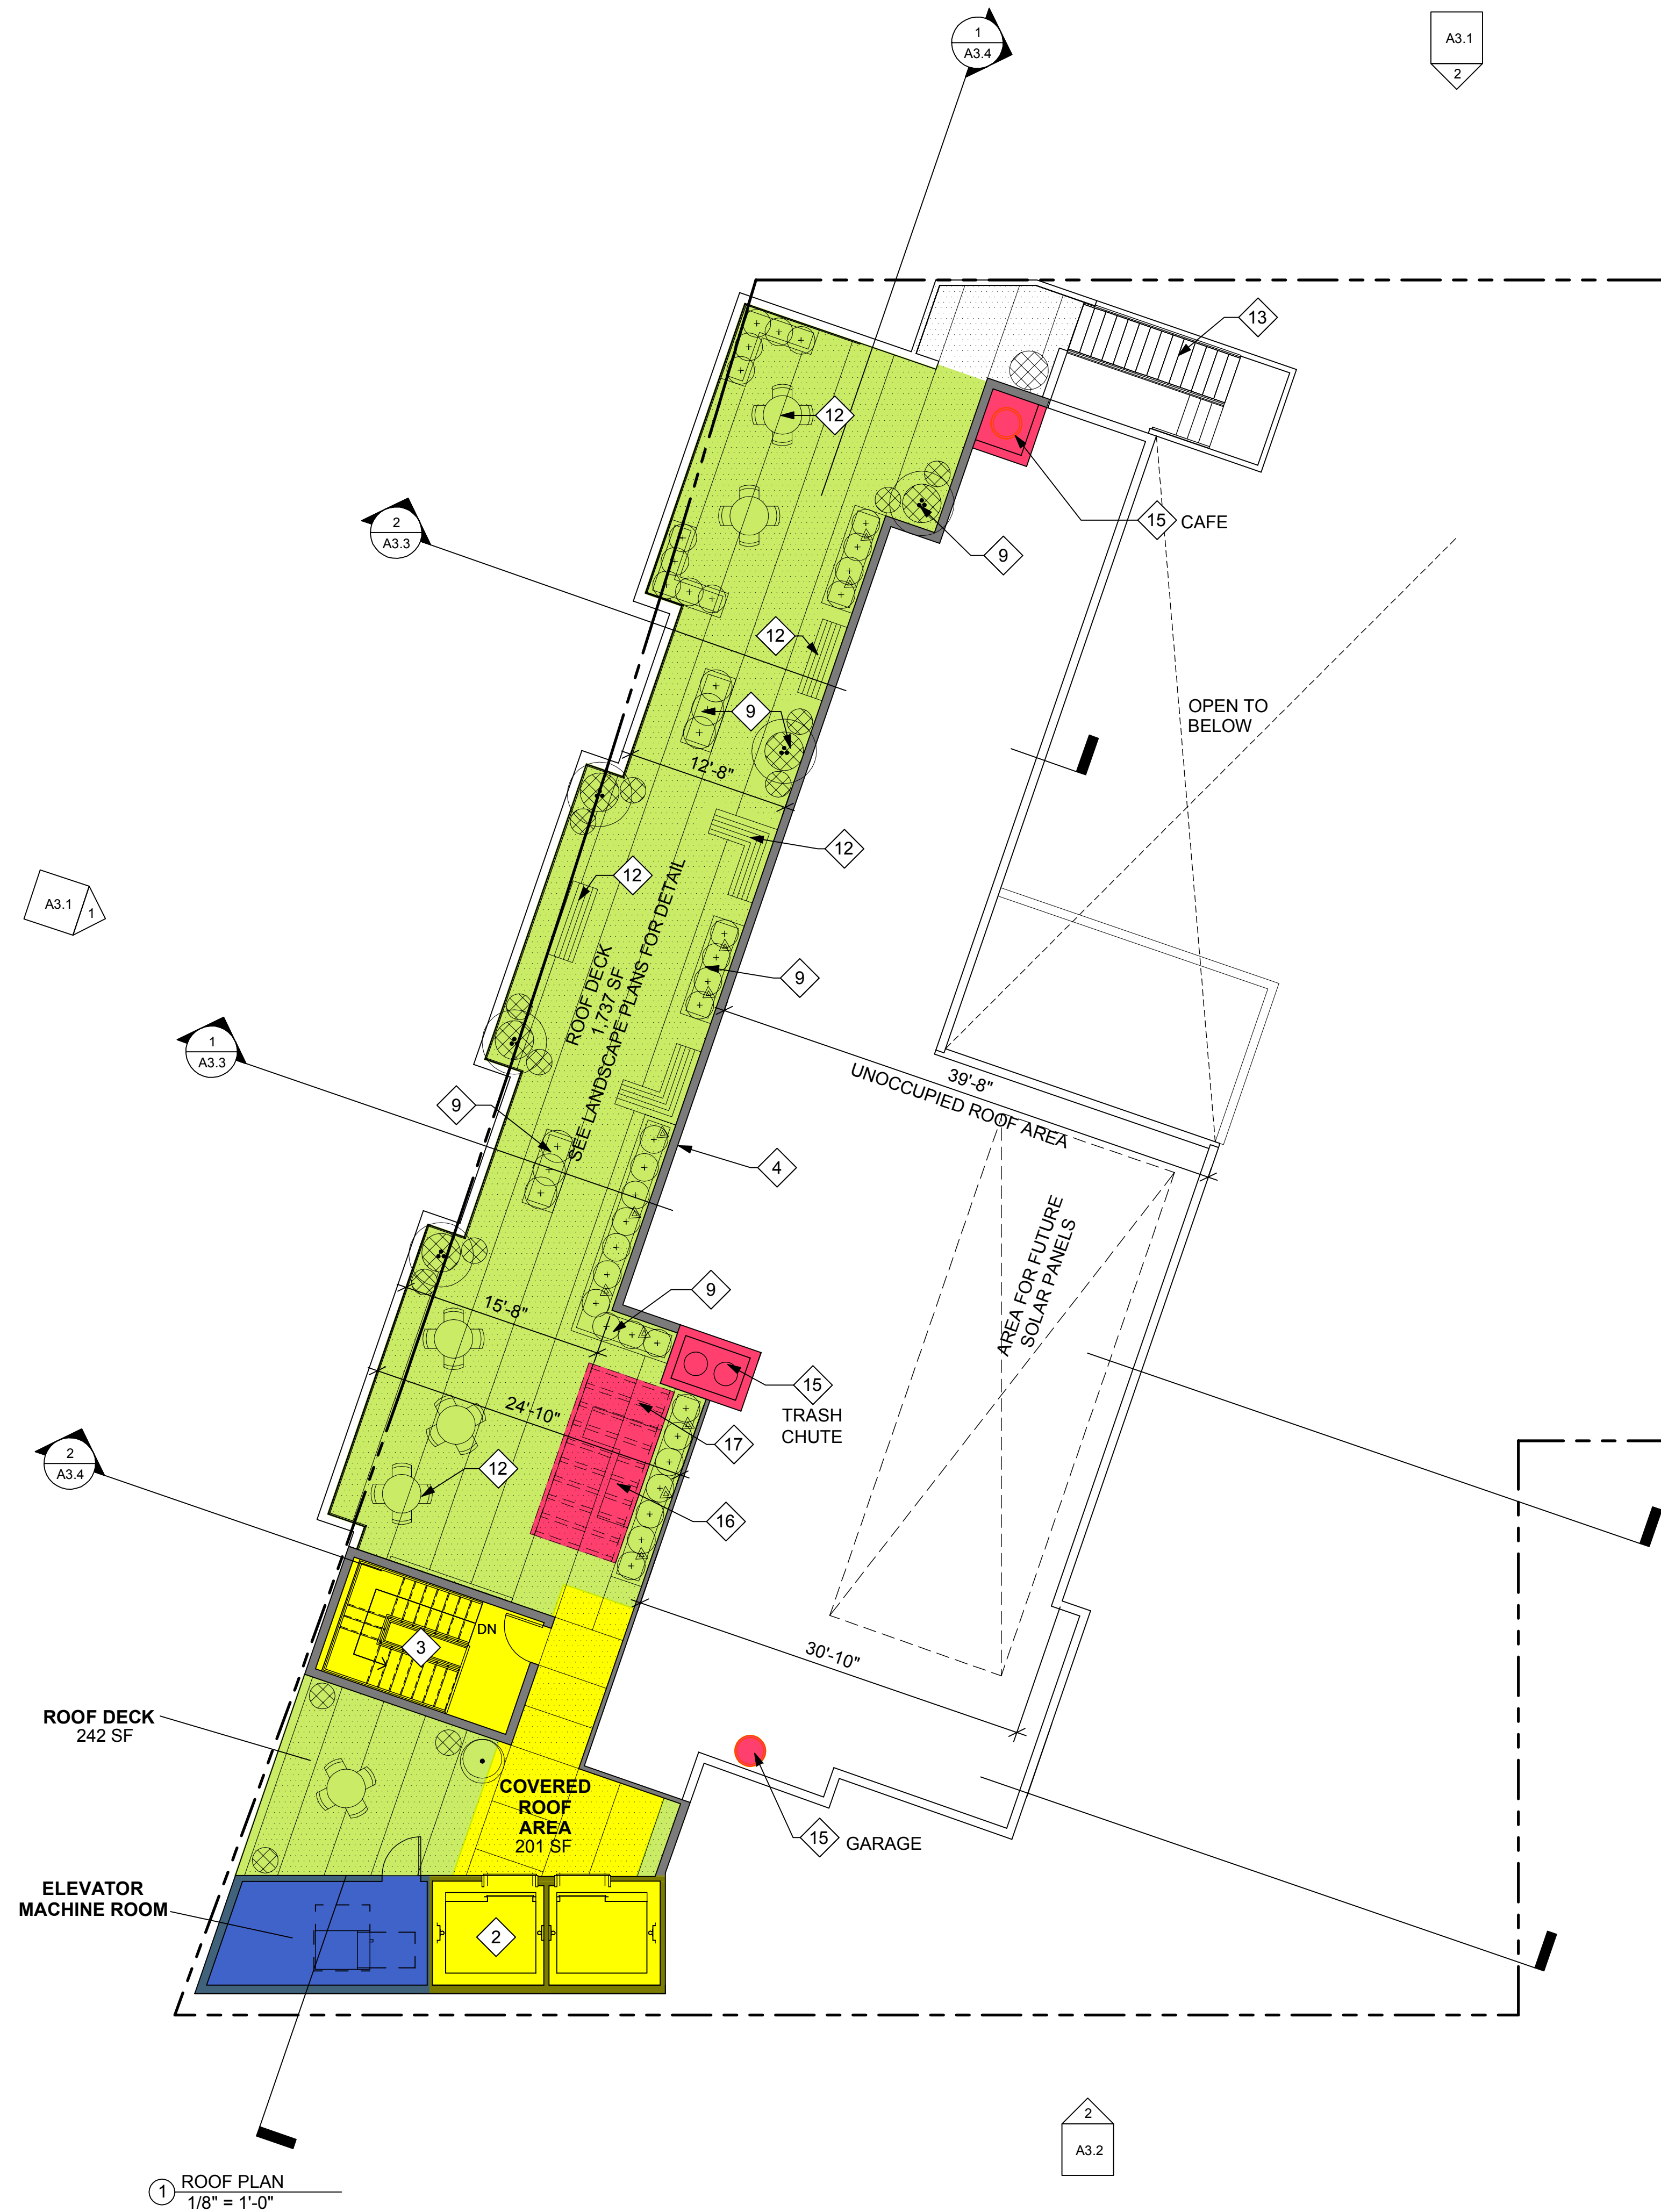 1
A3.4
A3.1
2
13
12
15
CAFE
2
A3.3
9
12
9
OPEN TO
BELOW
12'-8"
12
12
A3.1
1
ROOF DECK
1,737 SF
SEE LANDSCAPE PLANS FOR DETAIL
9
1
A3.3
39'-8"
UNOCCUPIED ROOF AREA
9
4
AREA FOR FUTURE
SOLAR PANELS
9
15'-8"
15
TRASH
CHUTE
24'-10"
17
2
A3.4
12
16
DN
3
30'-10"
ROOF DECK
242 SF
COVERED
ROOF
AREA
201 SF
15
GARAGE
ELEVATOR
MACHINE ROOM
2
2
A3.2
1
ROOF PLAN
1/8" = 1'-0"